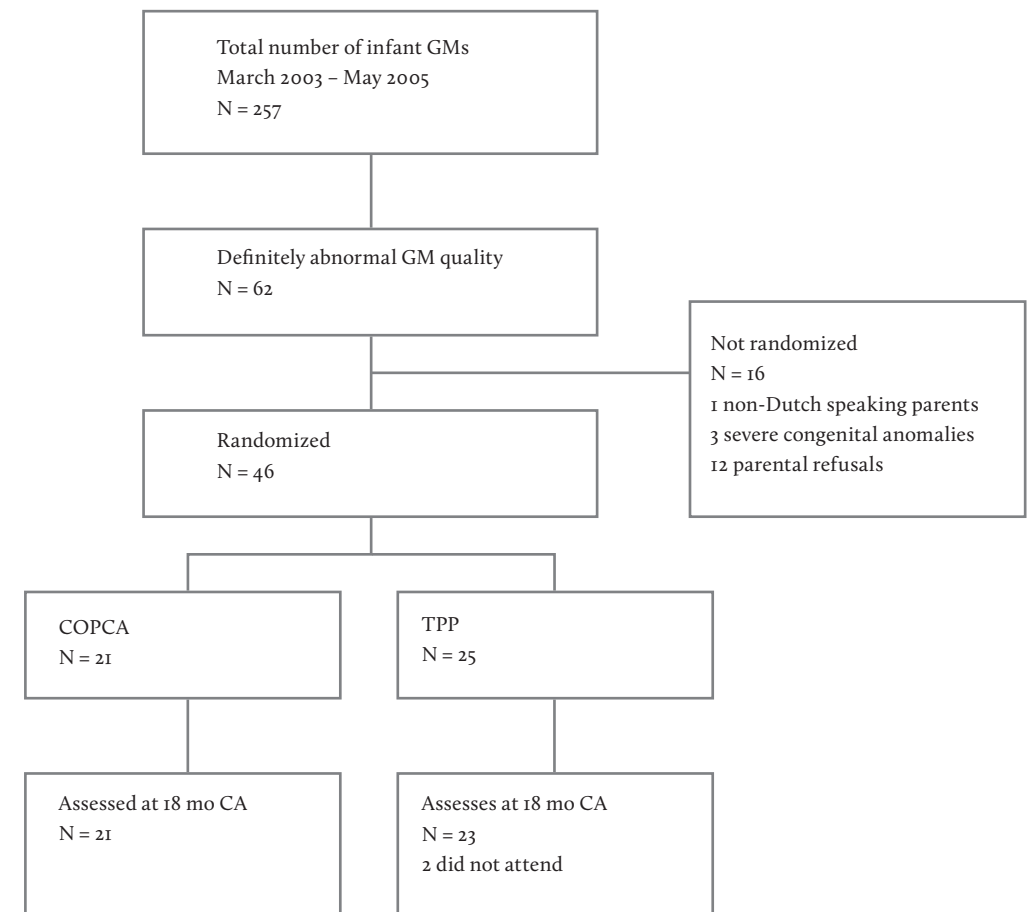 Total number of infant GMs
March 2003 – May 2005
N = 257
Definitely abnormal GM quality
N = 62
Not randomized
N = 16
1 non-Dutch speaking parents
3 severe congenital anomalies
12 parental refusals
Randomized
N = 46
COPCA
N = 21
TPP
N = 25
Assessed at 18 mo CA
N = 21
Assesses at 18 mo CA
N = 23
2 did not attend